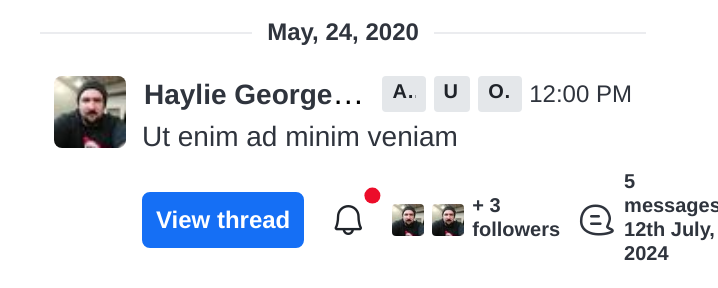 May, 24, 2020
Haylie George... A.. U O. 12:00 PM
Ut enim ad minim veniam
View thread
+ 3
followers
5
messages
12th July,
2024